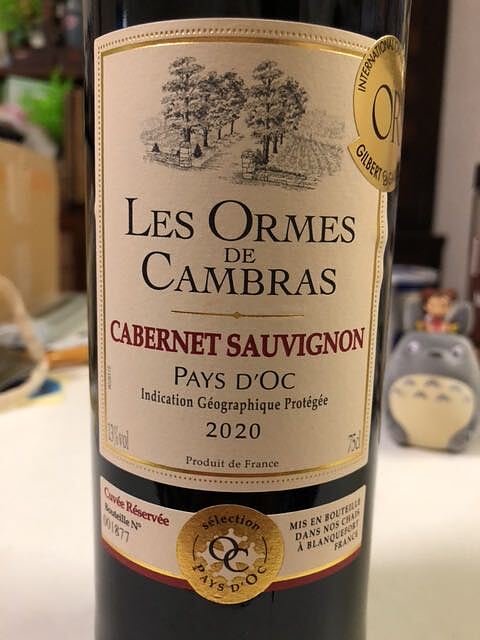 INTERNATIONAL
OR
GILBERT &
LES ORMES
DE
CAMBRAS
CABERNET SAUVIGNON
PAYS D'OC
Indication Géographique Protégée
13%vol
2020
75cl
Produit de France
Cuvée Réservée
Bouteille N°
001877
sélection
OC
PAYS D'OC
MIS EN BOUTEILLE
DANS NOS CHAIS
À BLANQUEFORT
FRANCE